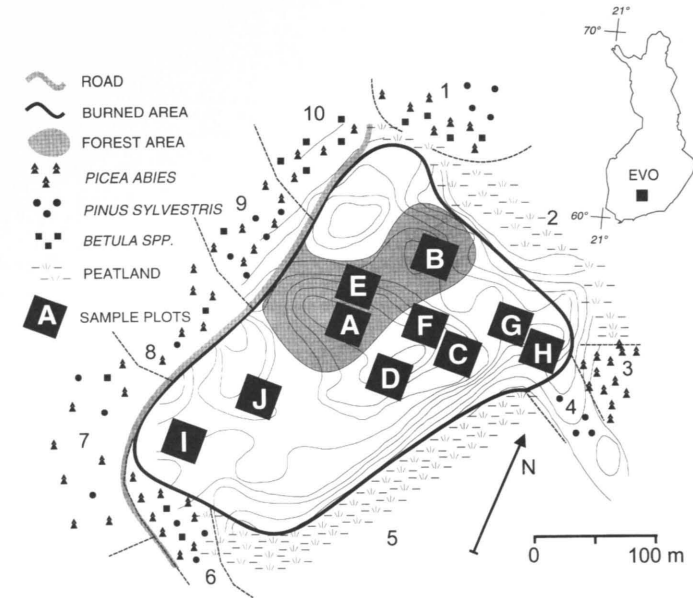 ROAD
BURNED AREA
FOREST AREA
PICEA ABIES
PINUS SYLVESTRIS
BETULA SPP.
PEATLAND
A SAMPLE PLOTS
21°
70°
EVO
60°
21°
1
10
2
9
B
E
A
F
G
C
H
D
8
3
J
4
7
I
N
5
6
0 100 m